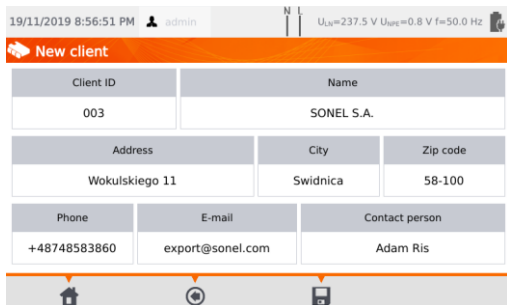 19/11/2019 8:56:51 PM admin N L U_LN=237.5 V U_NPE=0.8 V f=50.0 Hz
New client
Client ID Name
003 SONEL S.A.
Address City Zip code
Wokulskiego 11 Swidnica 58-100
Phone E-mail Contact person
+48748583860 export@sonel.com Adam Ris